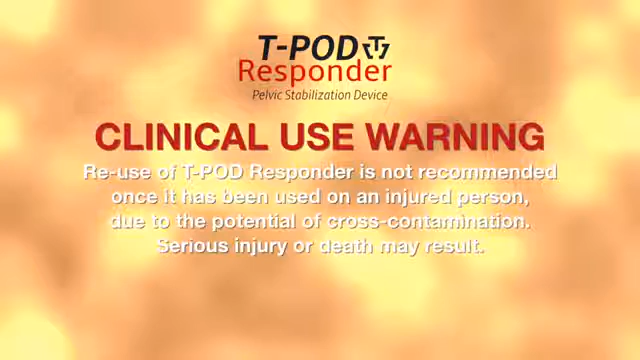 T-POD
Responder
Pelvic Stabilization Device
CLINICAL USE WARNING
Re-use of T-POD Responder is not recommended
once it has been used on an injured person,
due to the potential of cross-contamination.
Serious injury or death may result.